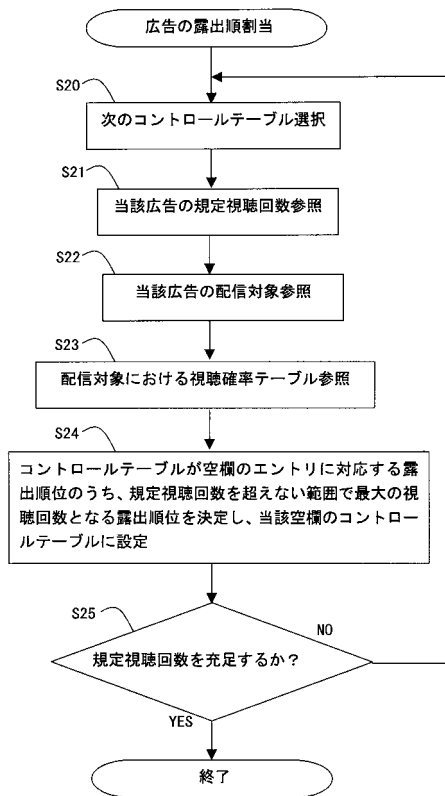 広告の露出順割当
S20
次のコントロールテーブル選択
S21
当該広告の規定視聴回数参照
S22
当該広告の配信対象参照
S23
配信対象における視聴確率テーブル参照
S24
コントロールテーブルが空欄のエントリに対応する露
出順位のうち、規定視聴回数を超えない範囲で最大の視
聴回数となる露出順位を決定し、当該空欄のコントロー
ルテーブルに設定
S25
規定視聴回数を充足するか？
NO
YES
終了